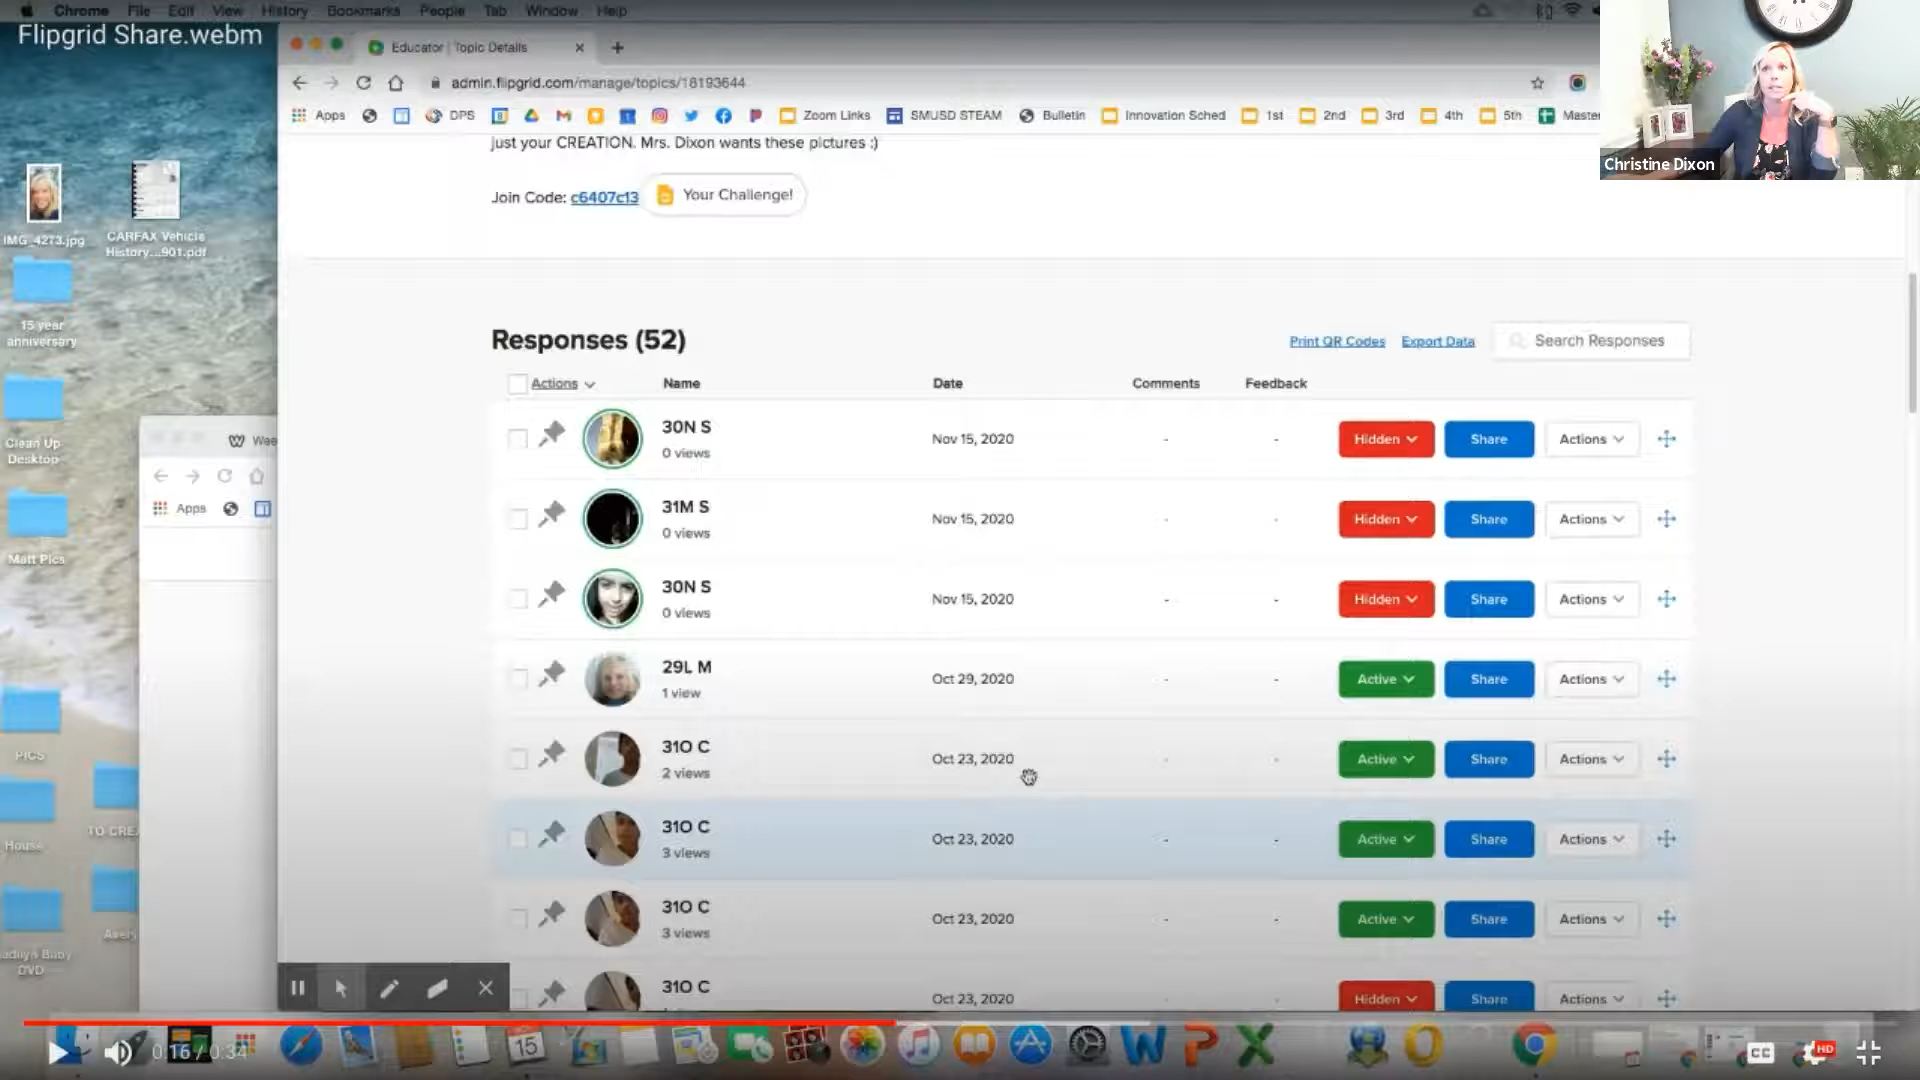 Chrome File Edit View History Bookmarks People Tab Window Help
Flipgrid Share.webm
Educator | Topic Details
admin.flipgrid.com/manage/topics/18193644
Apps DPS Zoom Links SMUSD STEAM Bulletin Innovation Sched 1st 2nd 3rd 4th 5th
Christine Dixon
just your CREATION. Mrs. Dixon wants these pictures :)
Join Code: c6407c13 Your Challenge!
IMG_4273.jpg
CARFAX Vehicle
History...901.pdf
15 year
anniversary
Clean Up
Desktop
Matt Pics
PICS
House
DVD
Apps
Responses (52)
Print QR Codes Export Data Search Responses
Actions Name Date Comments Feedback
30N S
0 views
Nov 15, 2020 - - Hidden Share Actions
31M S
0 views
Nov 15, 2020 - - Hidden Share Actions
30N S
0 views
Nov 15, 2020 - - Hidden Share Actions
29L M
1 view
Oct 29, 2020 - - Active Share Actions
31O C
2 views
Oct 23, 2020 - - Active Share Actions
31O C
3 views
Oct 23, 2020 - - Active Share Actions
31O C
3 views
Oct 23, 2020 - - Active Share Actions
31O C
Oct 23, 2020 Hidden Share Actions
15
0:16 / 0:34
CC HD